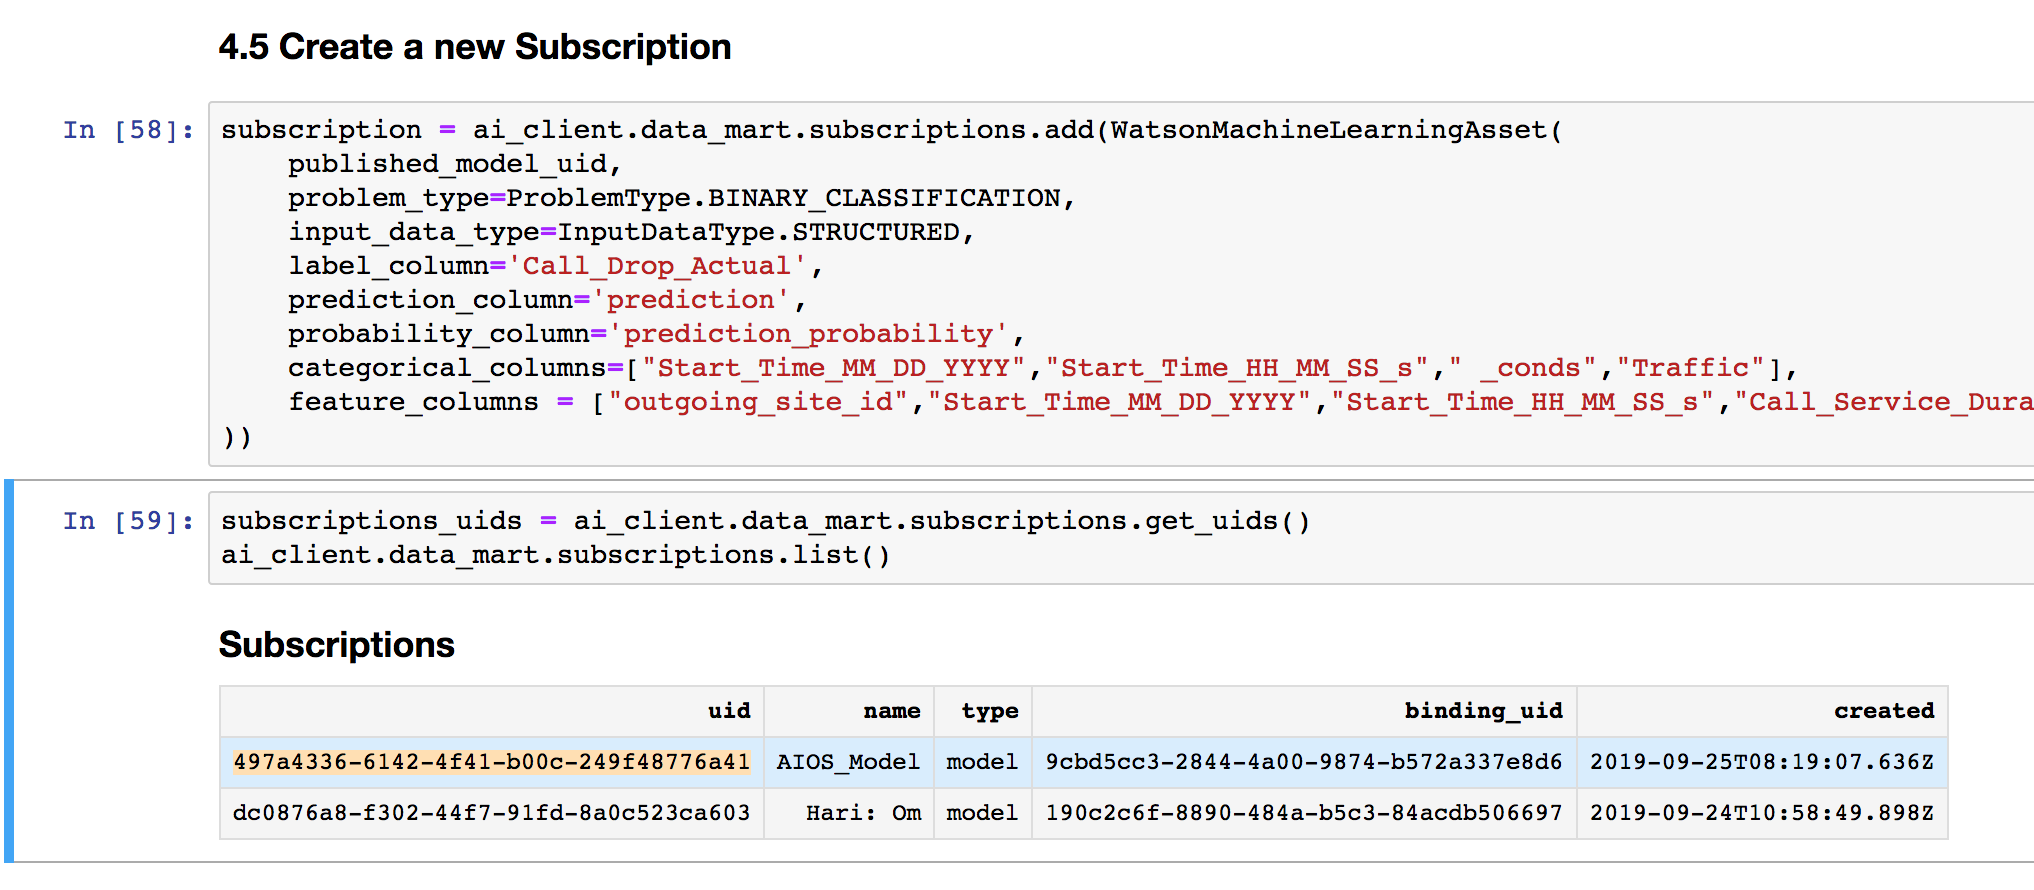 4.5 Create a new Subscription
In [58]:
subscription = ai_client.data_mart.subscriptions.add(WatsonMachineLearningAsset(
    published_model_uid,
    problem_type=ProblemType.BINARY_CLASSIFICATION,
    input_data_type=InputDataType.STRUCTURED,
    label_column='Call_Drop_Actual',
    prediction_column='prediction',
    probability_column='prediction_probability',
    categorical_columns=["Start_Time_MM_DD_YYYY","Start_Time_HH_MM_SS_s"," _conds","Traffic"],
    feature_columns = ["outgoing_site_id","Start_Time_MM_DD_YYYY","Start_Time_HH_MM_SS_s","Call_Service_Dura
))
In [59]:
subscriptions_uids = ai_client.data_mart.subscriptions.get_uids()
ai_client.data_mart.subscriptions.list()
Subscriptions
uid name type binding_uid created
497a4336-6142-4f41-b00c-249f48776a41 AIOS_Model model 9cbd5cc3-2844-4a00-9874-b572a337e8d6 2019-09-25T08:19:07.636Z
dc0876a8-f302-44f7-91fd-8a0c523ca603 Hari: Om model 190c2c6f-8890-484a-b5c3-84acdb506697 2019-09-24T10:58:49.898Z